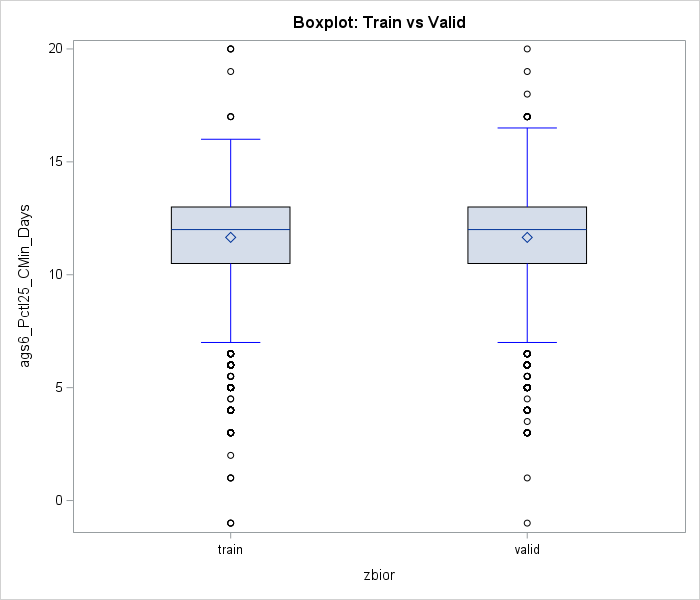 Boxplot: Train vs Valid
20
15
10
5
0
ags6_Pctl25_CMin_Days
train
valid
zbior